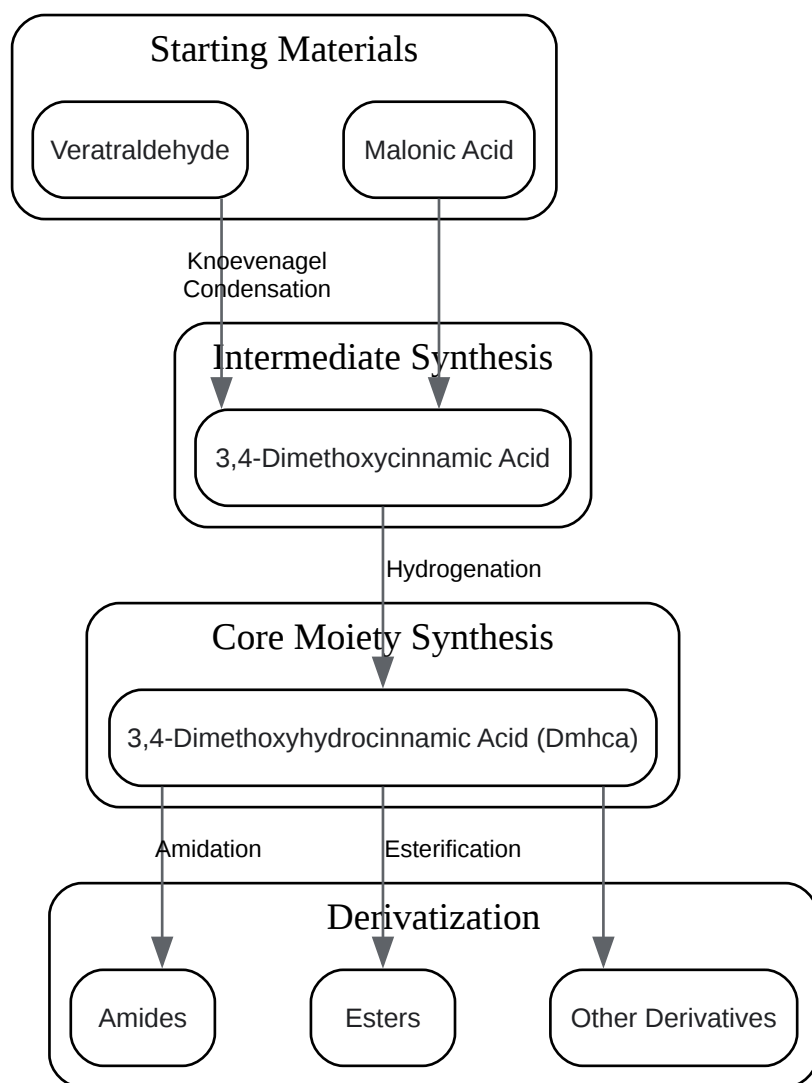 Starting Materials
Veratraldehyde
Malonic Acid
Knoevenagel
Condensation
Intermediate Synthesis
3,4-Dimethoxycinnamic Acid
Hydrogenation
Core Moiety Synthesis
3,4-Dimethoxyhydrocinnamic Acid (Dmhca)
Amidation
Esterification
Derivatization
Amides
Esters
Other Derivatives